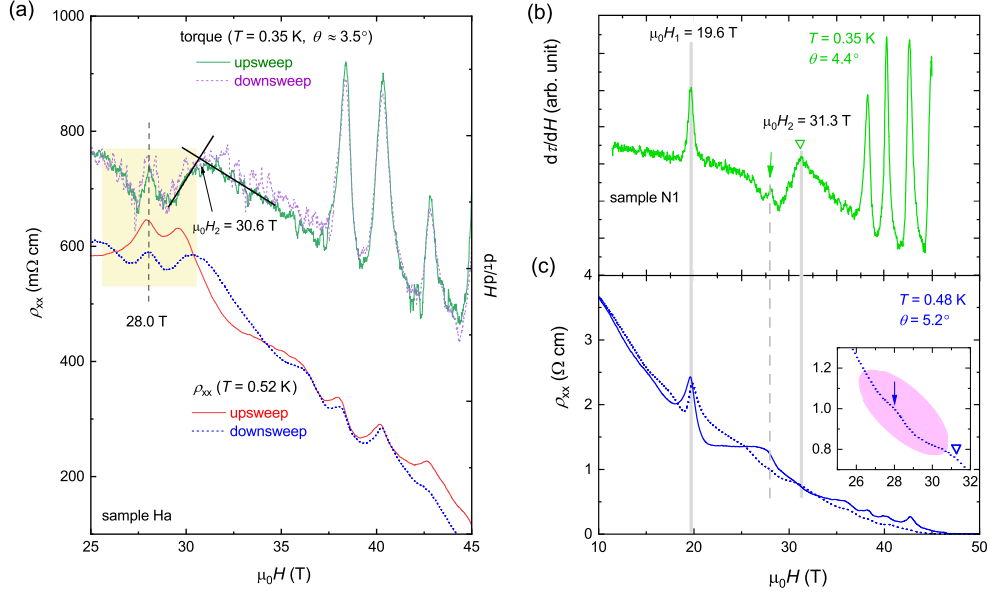 (a)
torque (T = 0.35 K, θ ≈ 3.5°)
upsweep
downsweep
1000
800
600
400
200
ρxx (mΩ cm)
μ0H2 = 30.6 T
28.0 T
dτ/dH
ρxx (T = 0.52 K)
upsweep
downsweep
sample Ha
25
30
35
40
45
μ0H (T)
(b)
μ0H1 = 19.6 T
T = 0.35 K
θ = 4.4°
μ0H2 = 31.3 T
dτ/dH (arb. unit)
sample N1
(c)
T = 0.48 K
θ = 5.2°
4
3
2
1
0
ρxx (Ω cm)
1.2
1.0
0.8
26
28
30
32
10
20
30
40
50
μ0H (T)